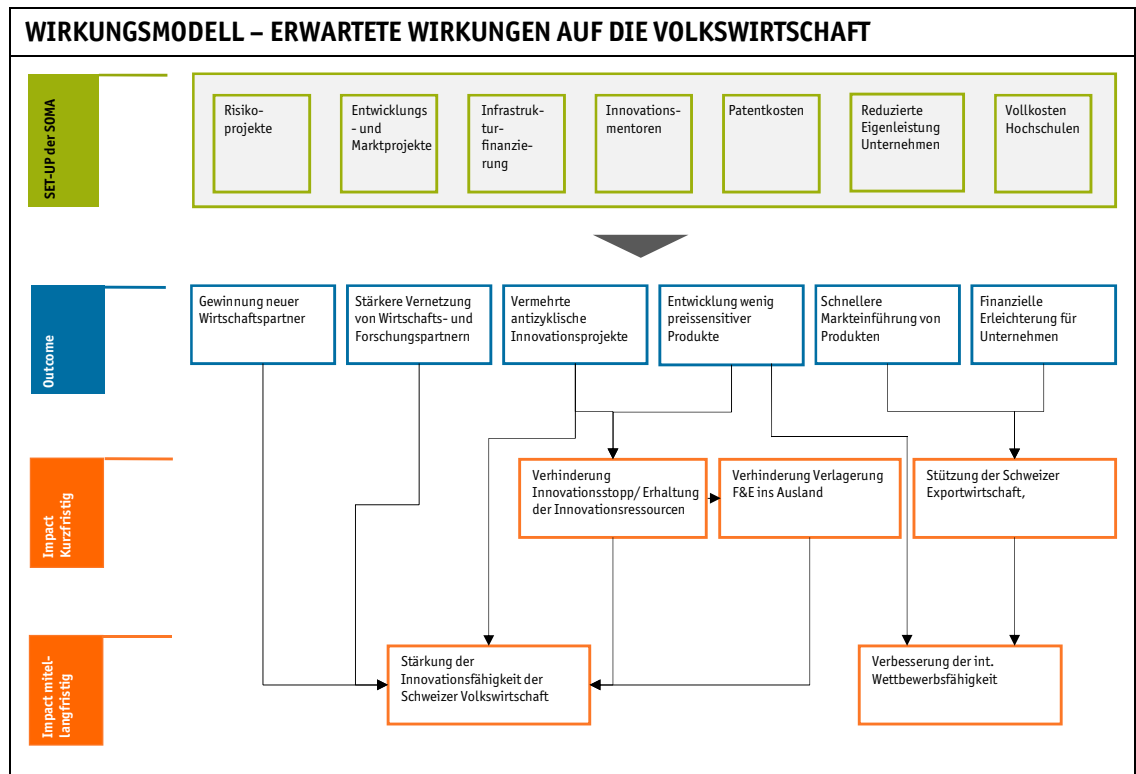 WIRKUNGSMODELL – ERWARTETE WIRKUNGEN AUF DIE VOLKSWIRTSCHAFT
SET-UP der SOMA
Risiko-
projekte
Entwicklungs
- und
Marktprojekte
Infrastruk-
tur-
finanzie-
rung
Innovations-
mentoren
Patentkosten
Reduzierte
Eigenleistung
Unternehmen
Vollkosten
Hochschulen
Outcome
Gewinnung neuer
Wirtschaftspartner
Stärkere Vernetzung
von Wirtschafts- und
Forschungspartnern
Vermehrte
antizyklische
Innovationsprojekte
Entwicklung wenig
preissensitiver
Produkte
Schnellere
Markteinführung von
Produkten
Finanzielle
Erleichterung für
Unternehmen
Impact
Kurzfristig
Verhinderung
Innovationsstopp/ Erhaltung
der Innovationsressourcen
Verhinderung Verlagerung
F&E ins Ausland
Stützung der Schweizer
Exportwirtschaft,
Impact mitel-
langfristig
Stärkung der
Innovationsfähigkeit der
Schweizer Volkswirtschaft
Verbesserung der int.
Wettbewerbsfähigkeit